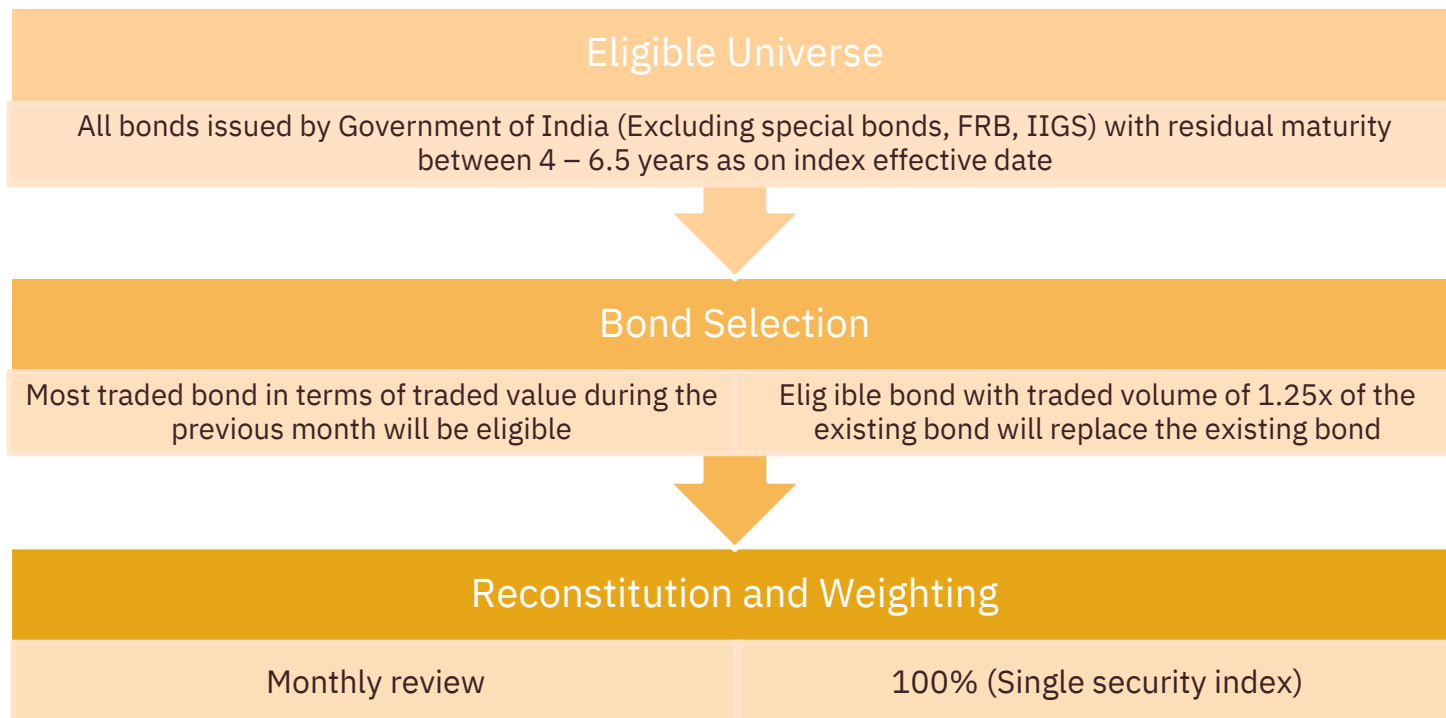 Eligible Universe
All bonds issued by Government of India (Excluding special bonds, FRB, IIGS) with residual maturity
between 4 – 6.5 years as on index effective date
Bond Selection
Most traded bond in terms of traded value during the
previous month will be eligible
Elig ible bond with traded volume of 1.25x of the
existing bond will replace the existing bond
Reconstitution and Weighting
Monthly review
100% (Single security index)